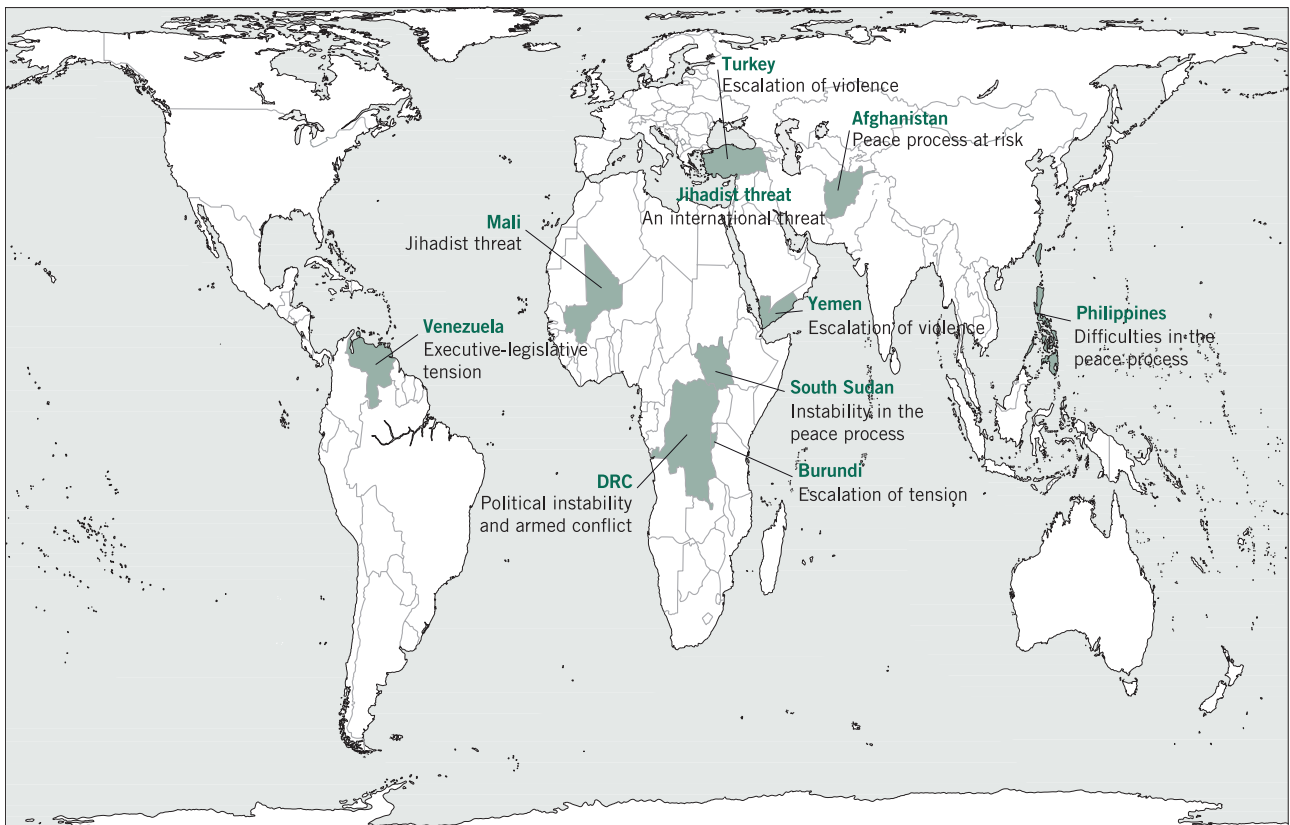 Turkey
Escalation of violence
Afghanistan
Peace process at risk
Jihadist threat
An international threat
Mali
Jihadist threat
Yemen
Escalation of violence
Philippines
Difficulties in the
peace process
Venezuela
Executive-legislative
tension
South Sudan
Instability in the
peace process
Burundi
Escalation of tension
DRC
Political instability
and armed conflict